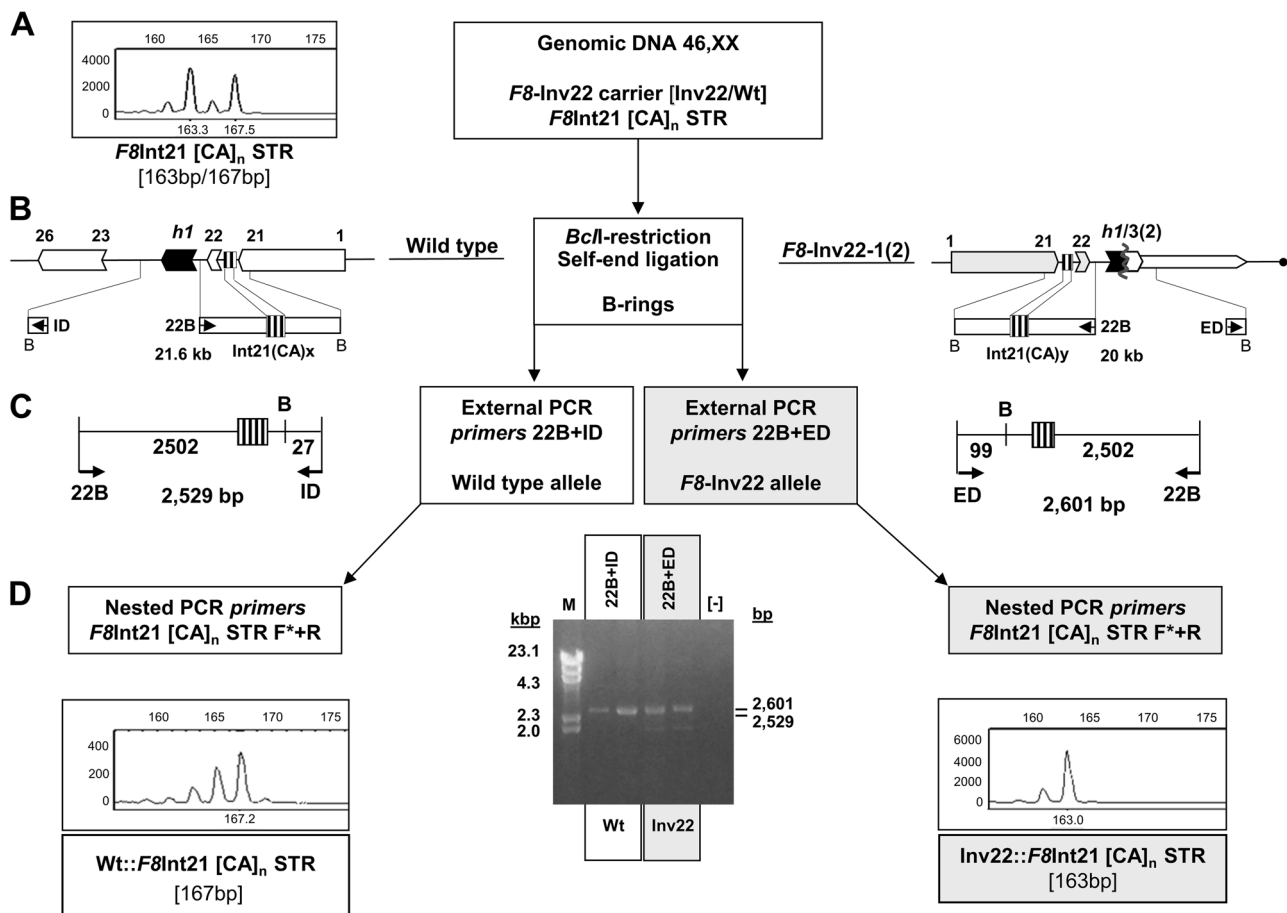 A
160 165 170 175
4000
2000
0
163.3 167.5
F8Int21 [CA]n STR
[163bp/167bp]
Genomic DNA 46,XX
F8-Inv22 carrier [Inv22/Wt]
F8Int21 [CA]n STR
B
26 23 h1 22 21 1
Wild type
ID
B
22B
Int21(CA)x
B
21.6 kb
BclI-restriction
Self-end ligation
B-rings
F8-Inv22-1(2)
1 21 22 h1/3(2)
22B
ED
B
Int21(CA)y
20 kb
B
C
B
2502 27
22B
2,529 bp
ID
External PCR
primers 22B+ID
Wild type allele
External PCR
primers 22B+ED
F8-Inv22 allele
B
99 2,502
ED
2,601 bp
22B
D
Nested PCR primers
F8Int21 [CA]n STR F*+R
160 165 170 175
400
200
0
167.2
Wt::F8Int21 [CA]n STR
[167bp]
kbp
M
22B+ID
22B+ED
[-]
bp
23.1
4.3
2.3
2.0
2,601
2,529
Wt
Inv22
Nested PCR primers
F8Int21 [CA]n STR F*+R
160 165 170 175
6000
4000
2000
0
163.0
Inv22::F8Int21 [CA]n STR
[163bp]